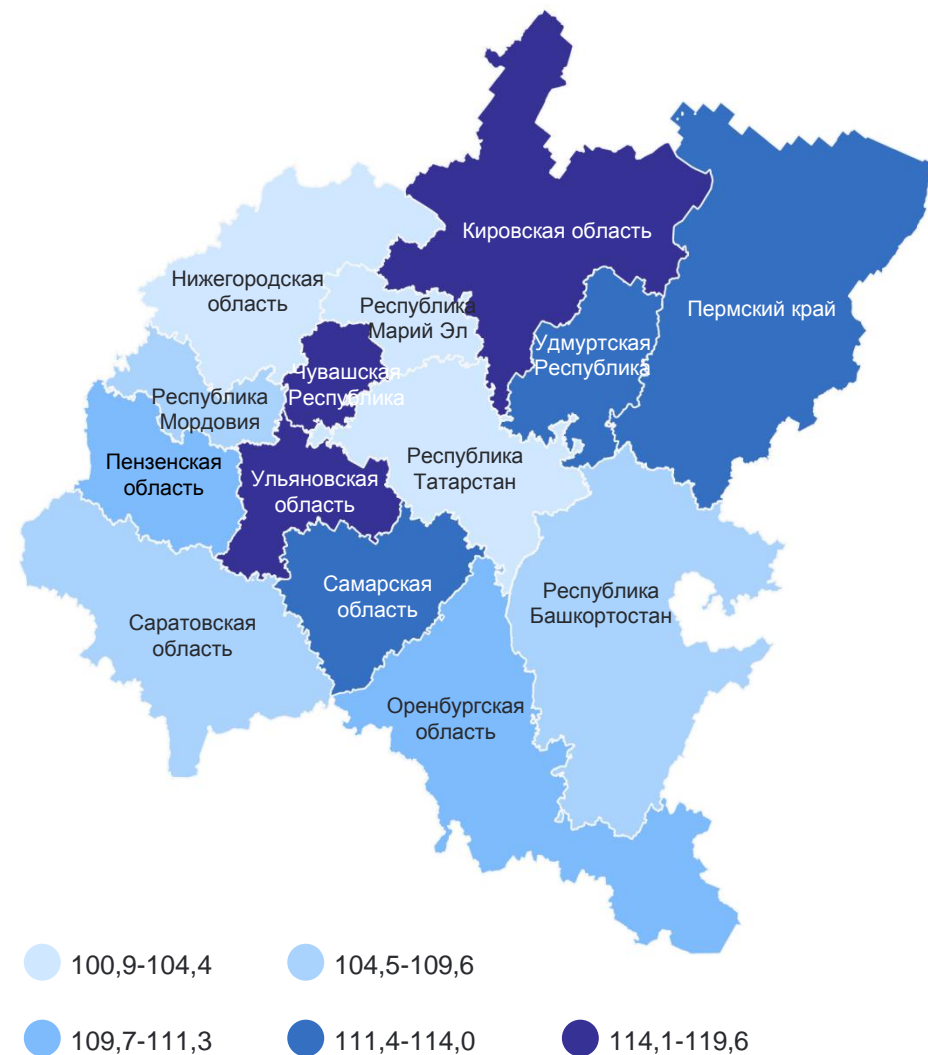 Кировская область
Пермский край
Нижегородская
область
Республика
Марий Эл
Удмуртская
Республика
Чувашская
Республика
Республика
Мордовия
Республика
Татарстан
Пензенская
область
Ульяновская
область
Самарская
область
Республика
Башкортостан
Саратовская
область
Оренбургская
область
100,9-104,4
104,5-109,6
109,7-111,3
111,4-114,0
114,1-119,6